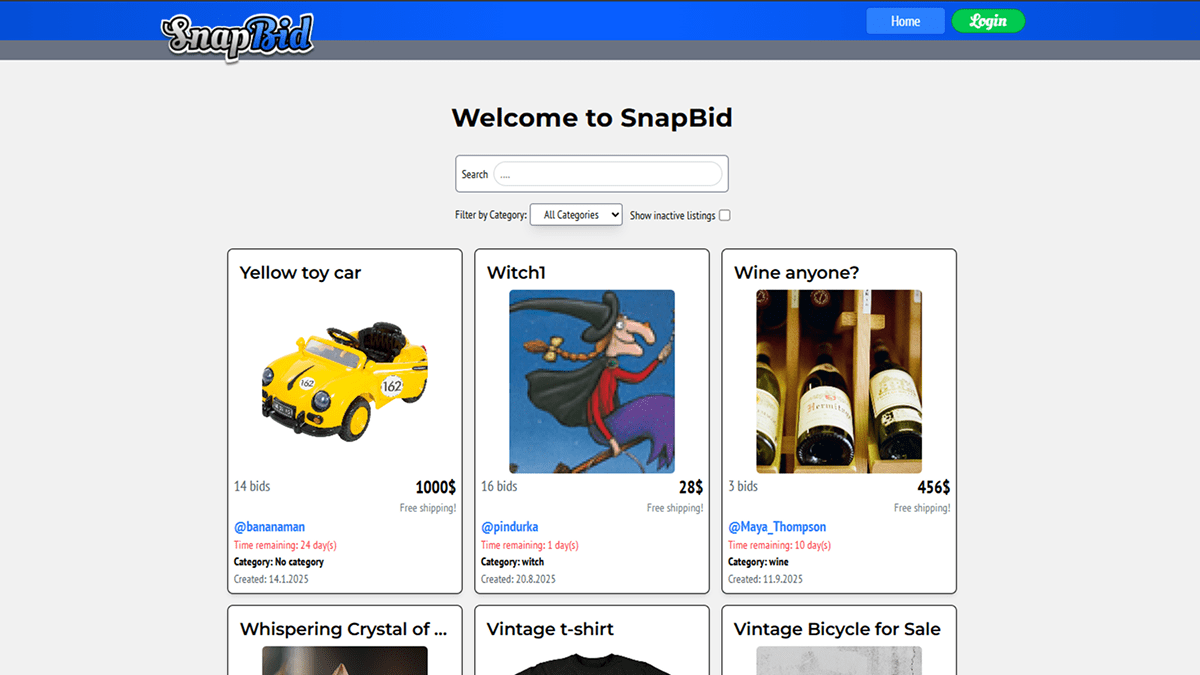 SnapBid
Home
Login
Welcome to SnapBid
Search ....
Filter by Category: All Categories Show inactive listings
Yellow toy car
162
162
14 bids 1000$
Free shipping!
@bananaman
Time remaining: 24 day(s)
Category: No category
Created: 14.1.2025
Witch1
16 bids 28$
Free shipping!
@pindurka
Time remaining: 1 day(s)
Category: witch
Created: 20.8.2025
Wine anyone?
Hermitage
3 bids 456$
Free shipping!
@Maya_Thompson
Time remaining: 10 day(s)
Category: wine
Created: 11.9.2025
Whispering Crystal of ...
Vintage t-shirt
Vintage Bicycle for Sale